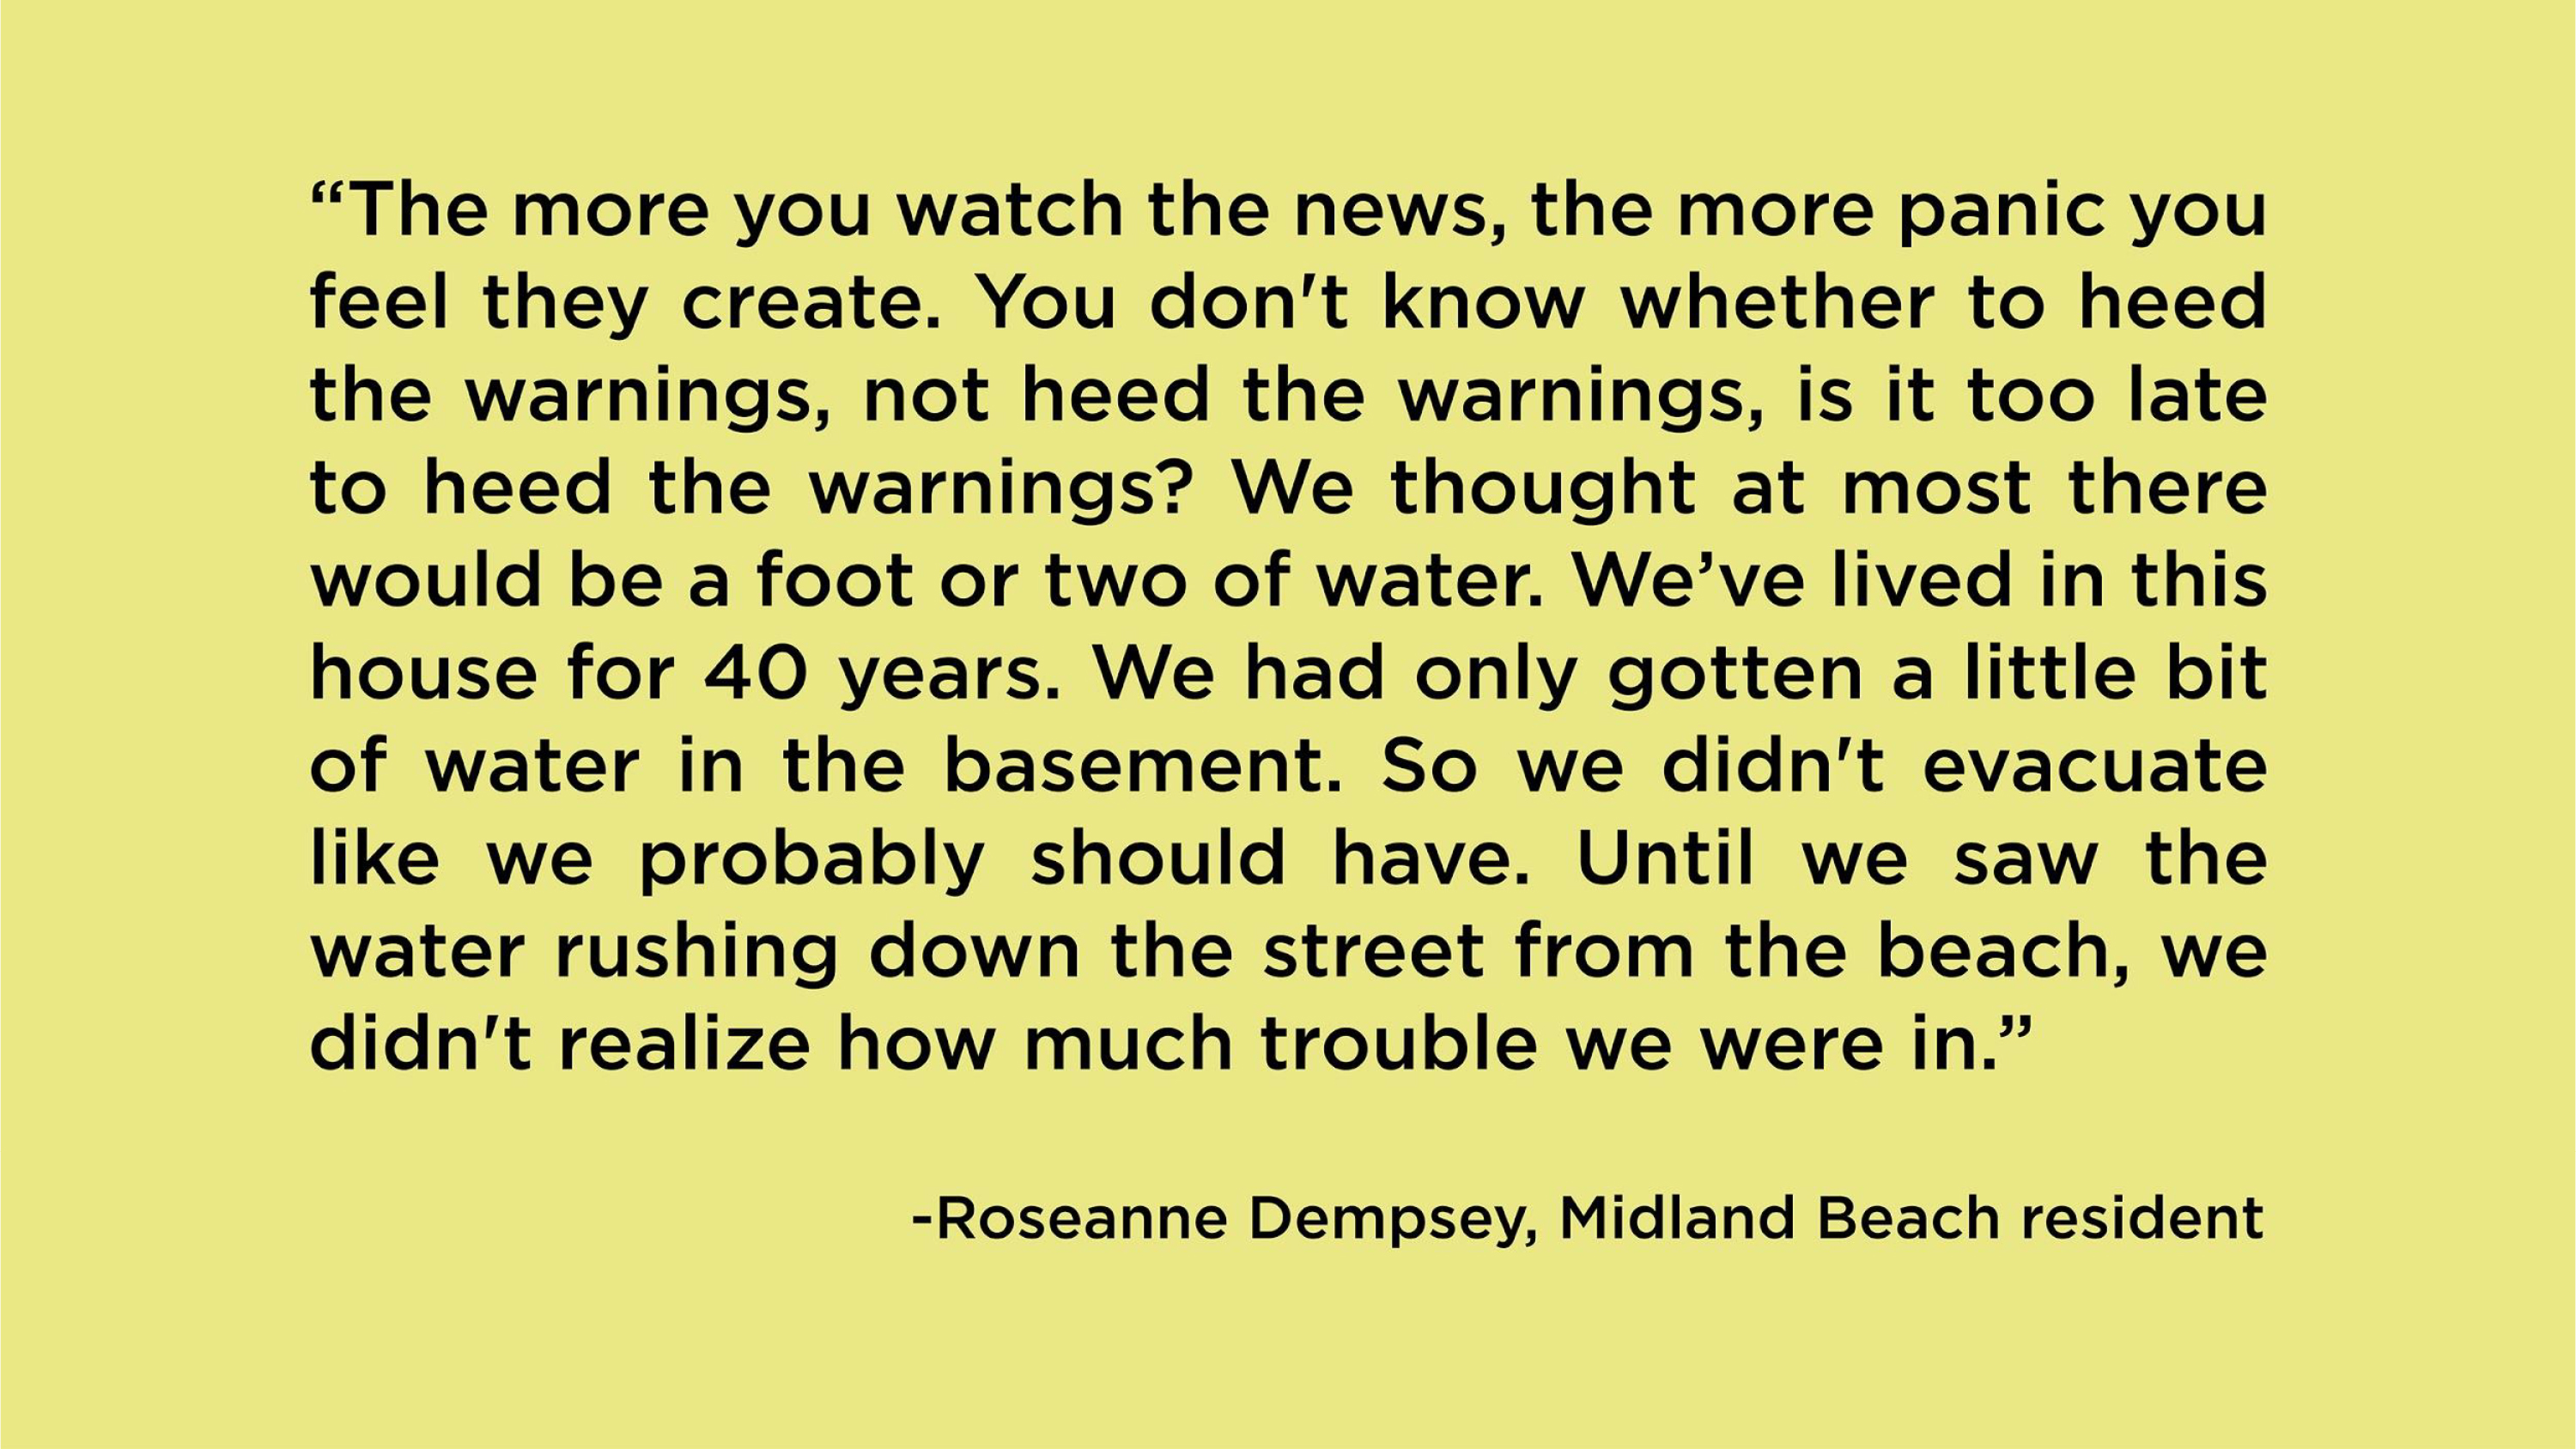 “The more you watch the news, the more panic you
feel they create. You don't know whether to heed
the warnings, not heed the warnings, is it too late
to heed the warnings? We thought at most there
would be a foot or two of water. We’ve lived in this
house for 40 years. We had only gotten a little bit
of water in the basement. So we didn't evacuate
like we probably should have. Until we saw the
water rushing down the street from the beach, we
didn't realize how much trouble we were in.”
-Roseanne Dempsey, Midland Beach resident